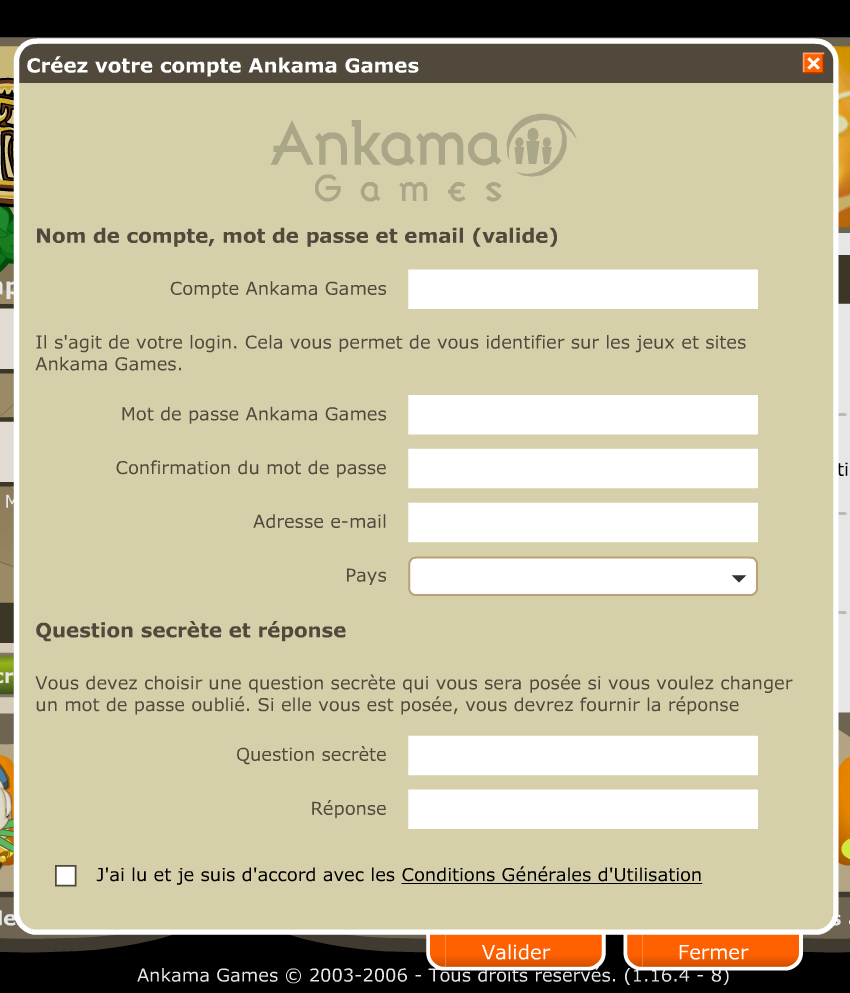 Créez votre compte Ankama Games
Ankama
Games
Nom de compte, mot de passe et email (valide)
Compte Ankama Games
Il s'agit de votre login. Cela vous permet de vous identifier sur les jeux et sites
Ankama Games.
Mot de passe Ankama Games
Confirmation du mot de passe
Adresse e-mail
Pays
Question secrète et réponse
Vous devez choisir une question secrète qui vous sera posée si vous voulez changer
un mot de passe oublié. Si elle vous est posée, vous devrez fournir la réponse
Question secrète
Réponse
J'ai lu et je suis d'accord avec les Conditions Générales d'Utilisation
Valider
Fermer
Ankama Games © 2003-2006 - Tous droits réservés. (1.16.4 - 8)